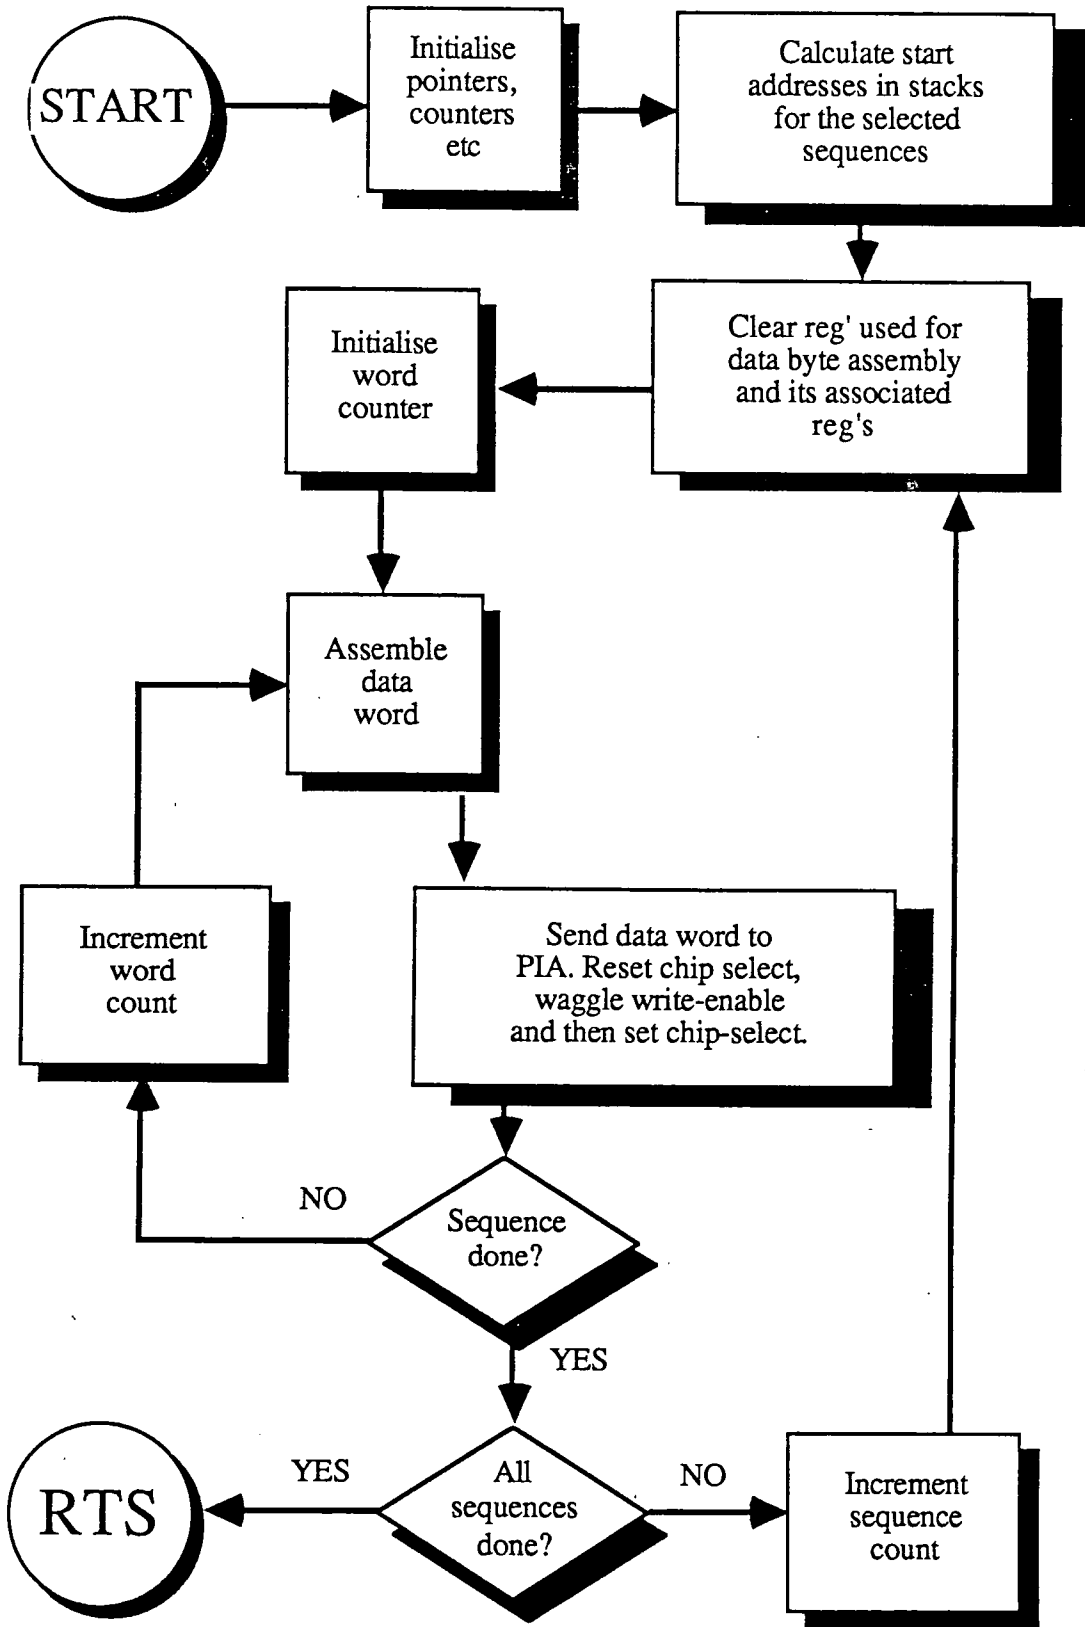 START
Initialise
pointers,
counters
etc
Calculate start
addresses in stacks
for the selected
sequences
Clear reg' used for
data byte assembly
and its associated
reg's
Initialise
word
counter
Assemble
data
word
Increment
word
count
Send data word to
PIA. Reset chip select,
waggle write-enable
and then set chip-select.
NO
Sequence
done?
YES
All
sequences
done?
YES
RTS
NO
Increment
sequence
count